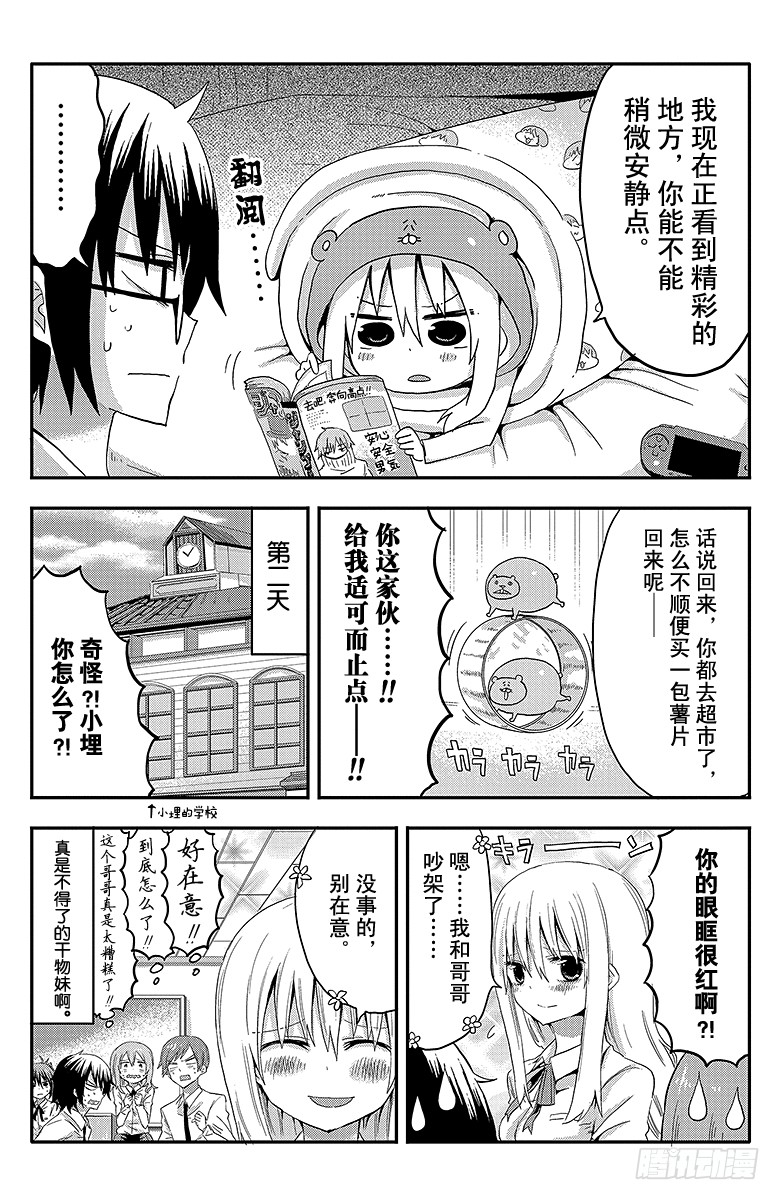 我现在正看到精彩的
地方，你能不能
稍微安静点。
翻阅……
………
去吧，奔向高点!!
安心
安全
话说回来，你都去超市了，
怎么不顺便买一包薯片
回来呢——
カラ カラ カラ
你这家伙……!!
给我适可而止点——!!
第二天
奇怪?!小埋
你怎么了?!
↑小埋的学校
你的眼眶很红啊?!
キラーーン
嗯……我和哥哥
吵架了……
没事的，
别在意。
好在意!!
到底怎么了!!
这个哥哥真是太糟糕了!!
真是不得了的干物妹啊。
腾讯动漫